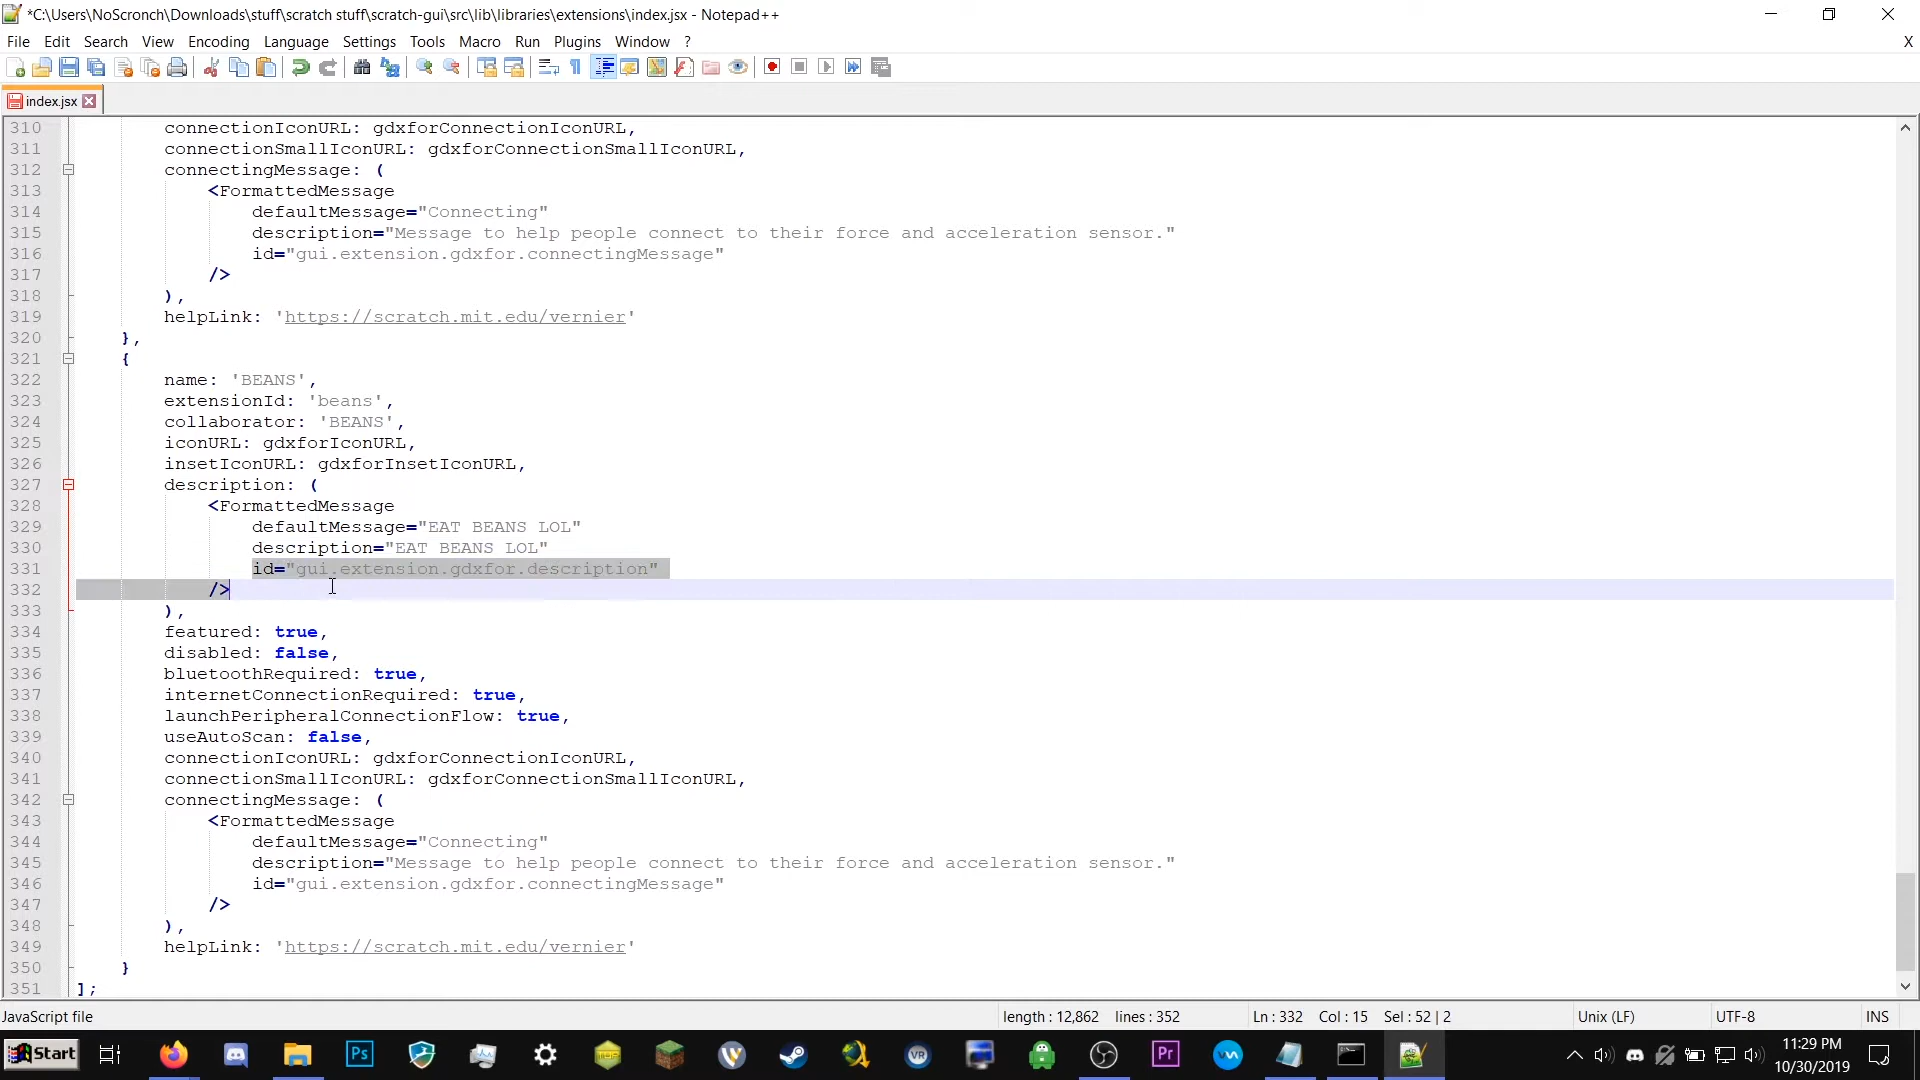 *C:\Users\NoScronch\Downloads\stuff\scratch stuff\scratch-gui\src\lib\libraries\extensions\index.jsx - Notepad++
File Edit Search View Encoding Language Settings Tools Macro Run Plugins Window ? X
index.jsx
310 connectionIconURL: gdxforConnectionIconURL,
311 connectionSmallIconURL: gdxforConnectionSmallIconURL,
312 connectingMessage: (
313 <FormattedMessage
314 defaultMessage="Connecting"
315 description="Message to help people connect to their force and acceleration sensor."
316 id="gui.extension.gdxfor.connectingMessage"
317 />
318 ),
319 helpLink: 'https://scratch.mit.edu/vernier'
320 },
321 {
322 name: 'BEANS',
323 extensionId: 'beans',
324 collaborator: 'BEANS',
325 iconURL: gdxforIconURL,
326 insetIconURL: gdxforInsetIconURL,
327 description: (
328 <FormattedMessage
329 defaultMessage="EAT BEANS LOL"
330 description="EAT BEANS LOL"
331 id="gui.extension.gdxfor.description"
332 />
333 ),
334 featured: true,
335 disabled: false,
336 bluetoothRequired: true,
337 internetConnectionRequired: true,
338 launchPeripheralConnectionFlow: true,
339 useAutoScan: false,
340 connectionIconURL: gdxforConnectionIconURL,
341 connectionSmallIconURL: gdxforConnectionSmallIconURL,
342 connectingMessage: (
343 <FormattedMessage
344 defaultMessage="Connecting"
345 description="Message to help people connect to their force and acceleration sensor."
346 id="gui.extension.gdxfor.connectingMessage"
347 />
348 ),
349 helpLink: 'https://scratch.mit.edu/vernier'
350 }
351 ];
JavaScript file length : 12,862 lines : 352 Ln : 332 Col : 15 Sel : 52 | 2 Unix (LF) UTF-8 INS
Start Ps VR Pr 11:29 PM
10/30/2019